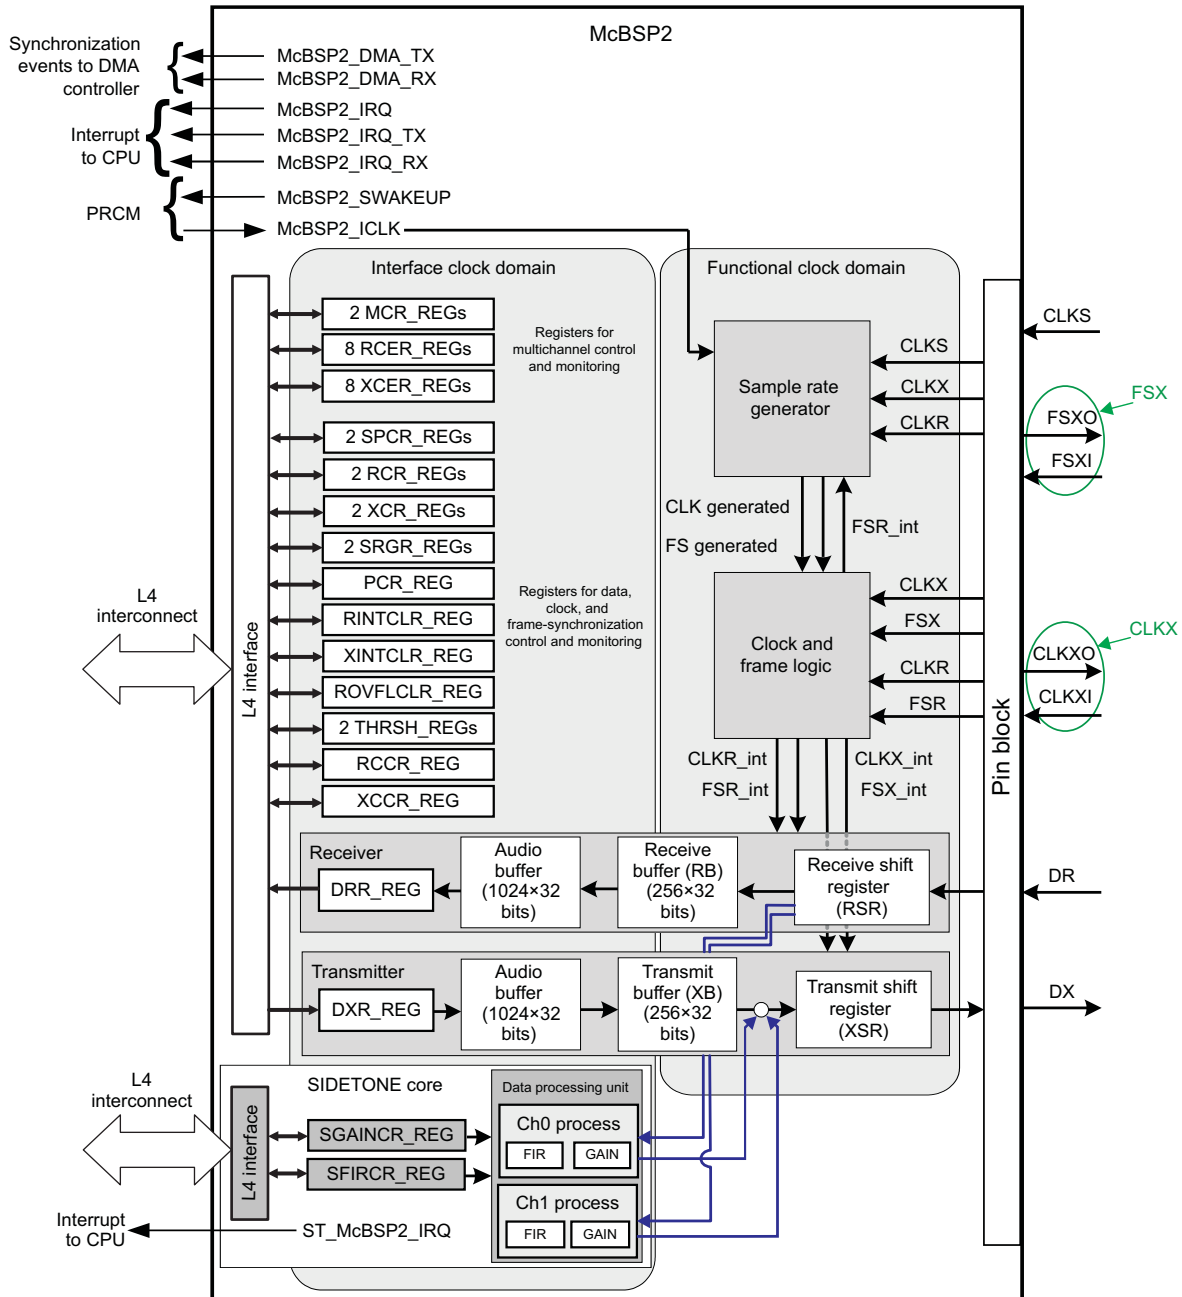 McBSP2
Synchronization
events to DMA
controller
McBSP2_DMA_TX
McBSP2_DMA_RX
Interrupt
to CPU
McBSP2_IRQ
McBSP2_IRQ_TX
McBSP2_IRQ_RX
PRCM
McBSP2_SWAKEUP
McBSP2_ICLK
Interface clock domain
Functional clock domain
2 MCR_REGs
8 RCER_REGs
8 XCER_REGs
Registers for
multichannel control
and monitoring
2 SPCR_REGs
2 RCR_REGs
2 XCR_REGs
2 SRGR_REGs
PCR_REG
RINTCLR_REG
XINTCLR_REG
ROVFLCLR_REG
2 THRSH_REGs
RCCR_REG
XCCR_REG
Registers for data,
clock, and
frame-synchronization
control and monitoring
L4
interconnect
L4 interface
Sample rate
generator
CLKS
CLKX
CLKR
CLK generated
FS generated
FSR_int
Clock and
frame logic
CLKX
FSX
CLKR
FSR
CLKR_int
FSR_int
CLKX_int
FSX_int
Pin block
CLKS
FSX
FSXO
FSXI
CLKX
CLKXO
CLKXI
DR
DX
Receiver
DRR_REG
Audio
buffer
(1024×32
bits)
Receive
buffer (RB)
(256×32
bits)
Receive shift
register
(RSR)
Transmitter
DXR_REG
Audio
buffer
(1024×32
bits)
Transmit
buffer (XB)
(256×32
bits)
Transmit shift
register
(XSR)
L4
interconnect
L4 interface
SIDETONE core
SGAINCR_REG
SFIRCR_REG
Data processing unit
Ch0 process
FIR
GAIN
Ch1 process
FIR
GAIN
Interrupt
to CPU
ST_McBSP2_IRQ